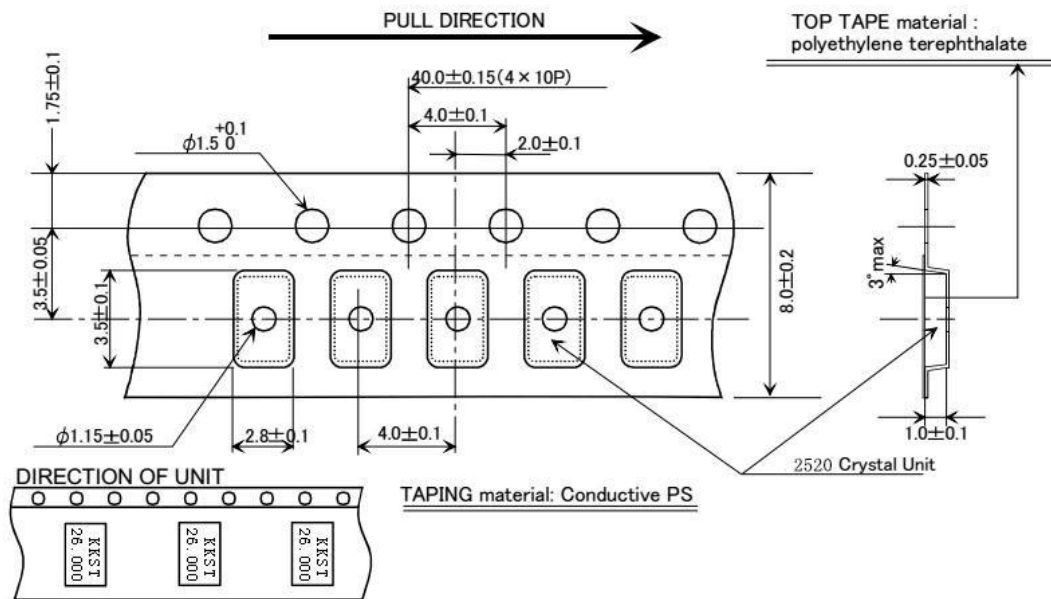 PULL DIRECTION
TOP TAPE material :
polyethylene terephthalate
1.75±0.1
40.0±0.15(4×10P)
4.0±0.1
+0.1
ϕ1.5 0
2.0±0.1
0.25±0.05
3.5±0.05
3.5±0.1
8.0±0.2
3°max
ϕ1.15±0.05
2.8±0.1
4.0±0.1
1.0±0.1
2520 Crystal Unit
DIRECTION OF UNIT
TAPING material: Conductive PS
KKST
26.000
KKST
26.000
KKST
26.000